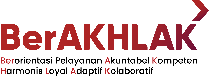 BerAKHLAK
Berorientasi Pelayanan Akuntabel Kompeten
Harmonis Loyal Adaptif Kolaboratif